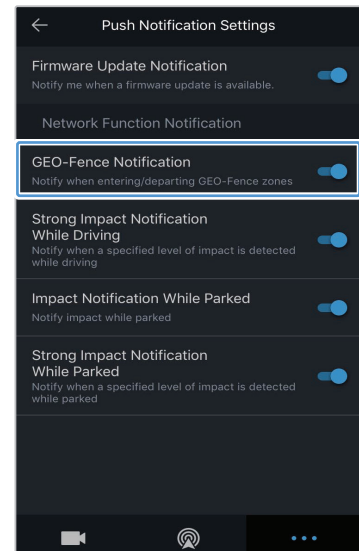 Push Notification Settings
Firmware Update Notification
Notify me when a firmware update is available.
Network Function Notification
GEO-Fence Notification
Notify when entering/departing GEO-Fence zones
Strong Impact Notification
While Driving
Notify when a specified level of impact is detected
while driving
Impact Notification While Parked
Notify impact while parked
Strong Impact Notification
While Parked
Notify when a specified level of impact is detected
while parked